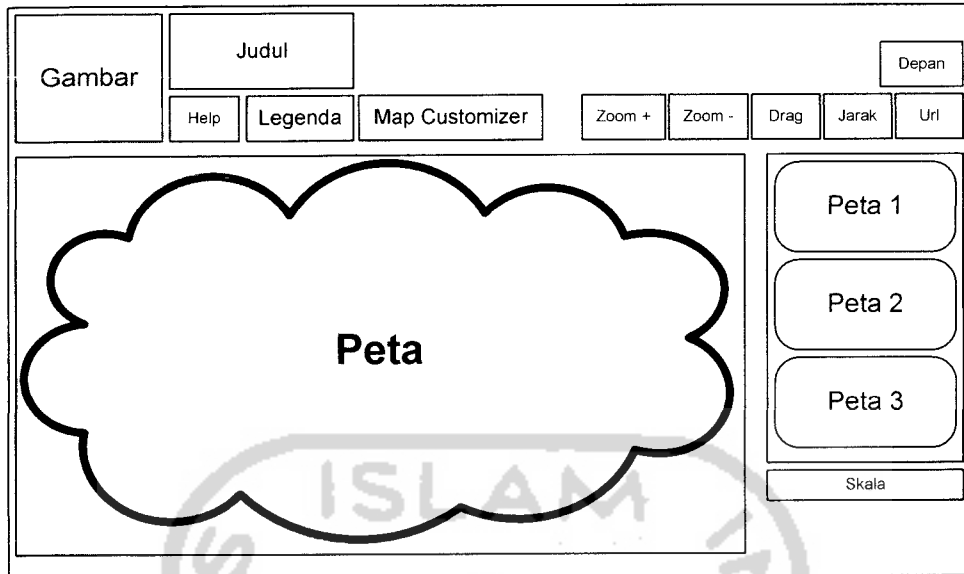 Gambar
Judul
Depan
Help
Legenda
Map Customizer
Zoom +
Zoom -
Drag
Jarak
Url
Peta
Peta 1
Peta 2
Peta 3
Skala
ISLAM